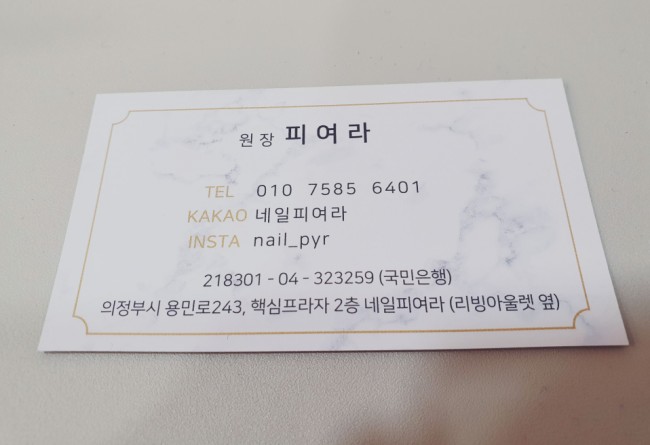 원장 피여라
TEL 010 7585 6401
KAKAO 네일피여라
INSTA nail_pyr
218301 - 04 - 323259 (국민은행)
의정부시 용민로243, 핵심프라자 2층 네일피여라 (리빙아울렛 옆)